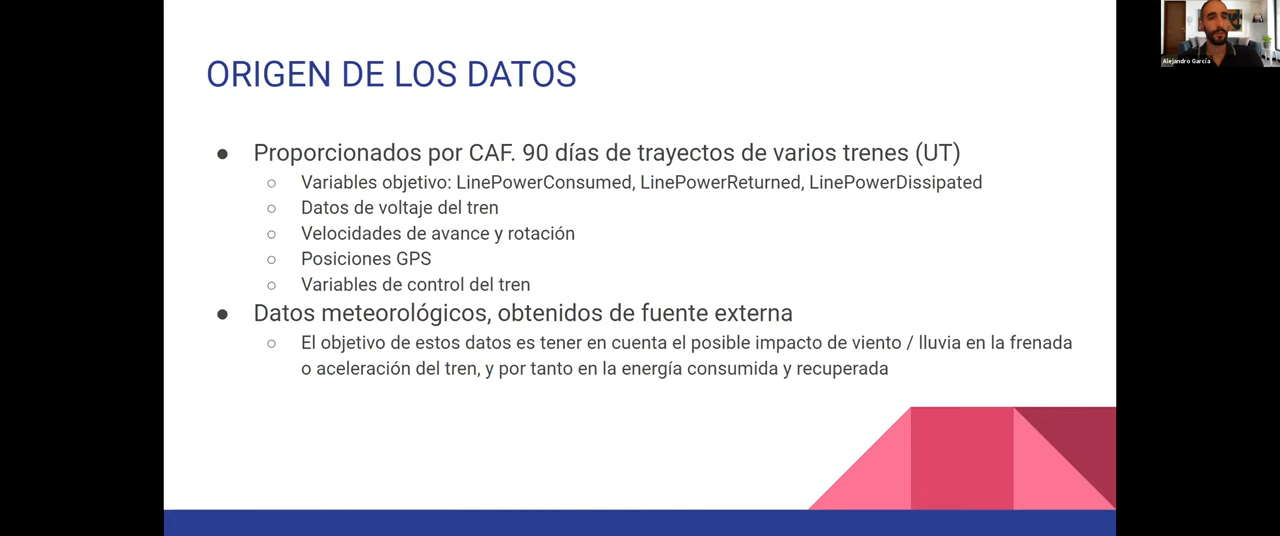 ORIGEN DE LOS DATOS
● Proporcionados por CAF. 90 días de trayectos de varios trenes (UT)
○ Variables objetivo: LinePowerConsumed, LinePowerReturned, LinePowerDissipated
○ Datos de voltaje del tren
○ Velocidades de avance y rotación
○ Posiciones GPS
○ Variables de control del tren
● Datos meteorológicos, obtenidos de fuente externa
○ El objetivo de estos datos es tener en cuenta el posible impacto de viento / lluvia en la frenada
o aceleración del tren, y por tanto en la energía consumida y recuperada
Alejandro García